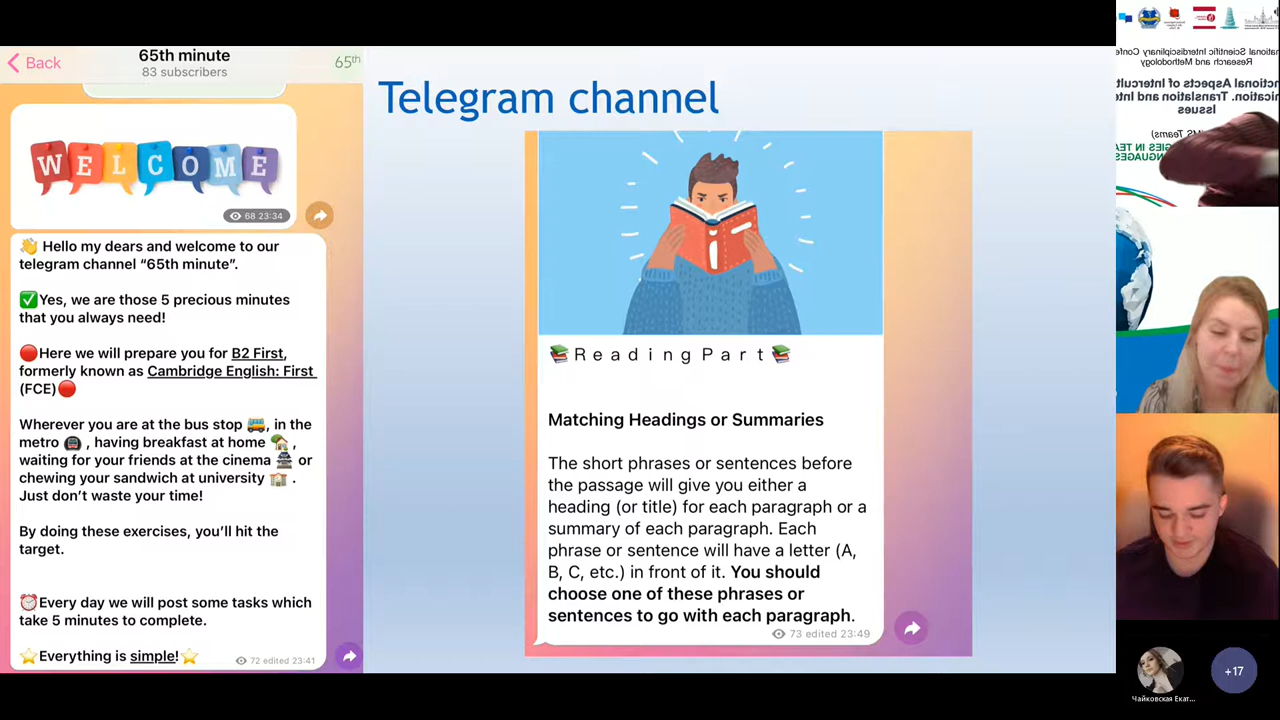 Back
65th minute
83 subscribers
65th
WELCOME
68 23:34
👋 Hello my dears and welcome to our
telegram channel “65th minute”.
✅Yes, we are those 5 precious minutes
that you always need!
🔴Here we will prepare you for B2 First,
formerly known as Cambridge English: First
(FCE)🔴
Wherever you are at the bus stop 🚌, in the
metro 🚇 , having breakfast at home 🏡 ,
waiting for your friends at the cinema or
chewing your sandwich at university 🏫 .
Just don’t waste your time!
By doing these exercises, you’ll hit the
target.
⏰Every day we will post some tasks which
take 5 minutes to complete.
⭐Everything is simple!⭐
72 edited 23:41
Telegram channel
📚R e a d i n g P a r t📚
Matching Headings or Summaries
The short phrases or sentences before
the passage will give you either a
heading (or title) for each paragraph or a
summary of each paragraph. Each
phrase or sentence will have a letter (A,
B, C, etc.) in front of it. You should
choose one of these phrases or
sentences to go with each paragraph.
73 edited 23:49
Scientific Interdisciplinary
Research and Methodology
Aspects of
Translation and
Issues
Teams)
Чайковская Екат...
+17